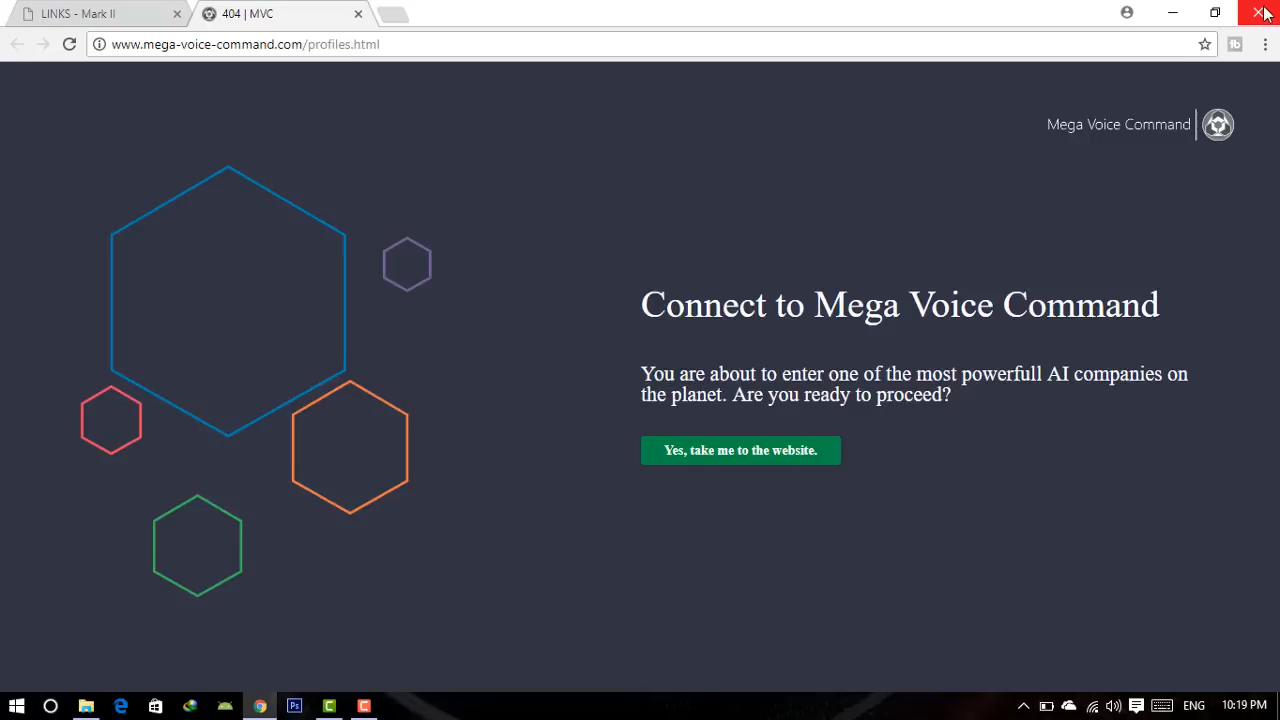 LINKS - Mark II
404 | MVC
www.mega-voice-command.com/profiles.html
Mega Voice Command
Connect to Mega Voice Command
You are about to enter one of the most powerfull AI companies on
the planet. Are you ready to proceed?
Yes, take me to the website.
Ps
C
C
ENG
10:19 PM